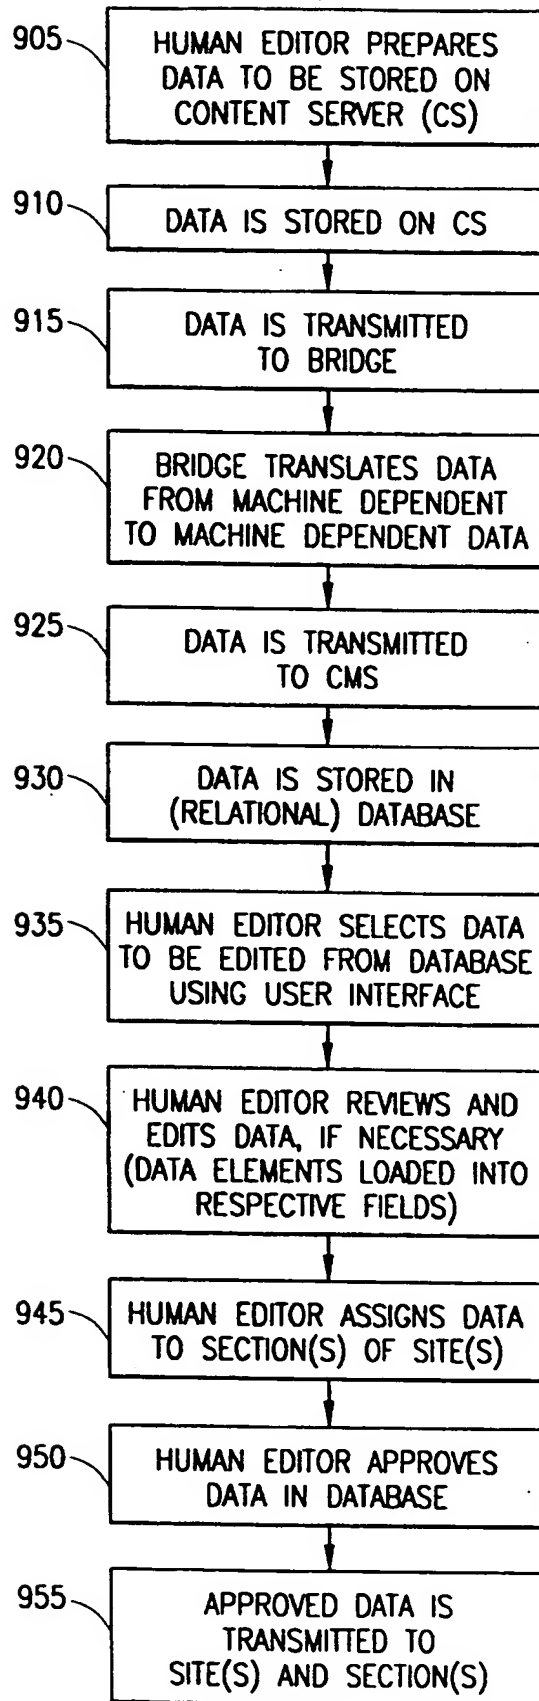 905
HUMAN EDITOR PREPARES
DATA TO BE STORED ON
CONTENT SERVER (CS)
910
DATA IS STORED ON CS
915
DATA IS TRANSMITTED
TO BRIDGE
920
BRIDGE TRANSLATES DATA
FROM MACHINE DEPENDENT
TO MACHINE DEPENDENT DATA
925
DATA IS TRANSMITTED
TO CMS
930
DATA IS STORED IN
(RELATIONAL) DATABASE
935
HUMAN EDITOR SELECTS DATA
TO BE EDITED FROM DATABASE
USING USER INTERFACE
940
HUMAN EDITOR REVIEWS AND
EDITS DATA, IF NECESSARY
(DATA ELEMENTS LOADED INTO
RESPECTIVE FIELDS)
945
HUMAN EDITOR ASSIGNS DATA
TO SECTION(S) OF SITE(S)
950
HUMAN EDITOR APPROVES
DATA IN DATABASE
955
APPROVED DATA IS
TRANSMITTED TO
SITE(S) AND SECTION(S)